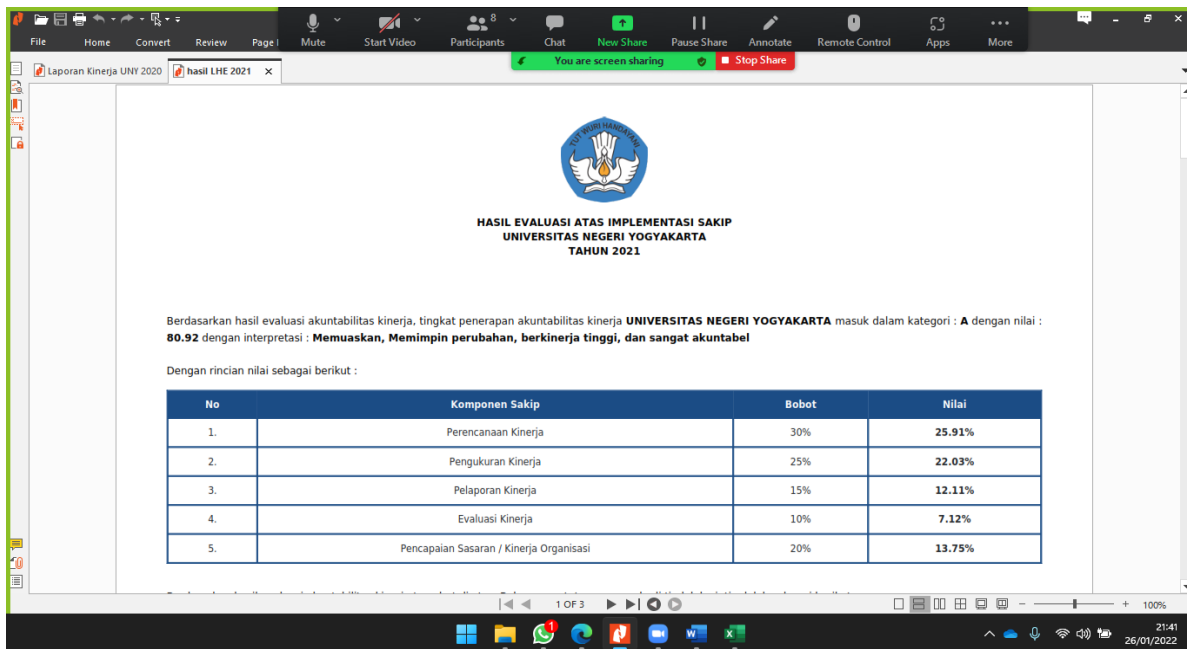 8
Mute
Start Video
Participants
Chat
New Share
Pause Share
Annotate
Remote Control
Apps
More
File Home Convert Review Page
You are screen sharing
Stop Share
Laporan Kinerja UNY 2020
hasil LHE 2021
TUT WURI HANDAYANI
HASIL EVALUASI ATAS IMPLEMENTASI SAKIP
UNIVERSITAS NEGERI YOGYAKARTA
TAHUN 2021
Berdasarkan hasil evaluasi akuntabilitas kinerja, tingkat penerapan akuntabilitas kinerja UNIVERSITAS NEGERI YOGYAKARTA masuk dalam kategori : A dengan nilai :
80.92 dengan interpretasi : Memuaskan, Memimpin perubahan, berkinerja tinggi, dan sangat akuntabel
Dengan rincian nilai sebagai berikut :
No Komponen Sakip Bobot Nilai
1. Perencanaan Kinerja 30% 25.91%
2. Pengukuran Kinerja 25% 22.03%
3. Pelaporan Kinerja 15% 12.11%
4. Evaluasi Kinerja 10% 7.12%
5. Pencapaian Sasaran / Kinerja Organisasi 20% 13.75%
1 OF 3
100%
1
21:41
26/01/2022